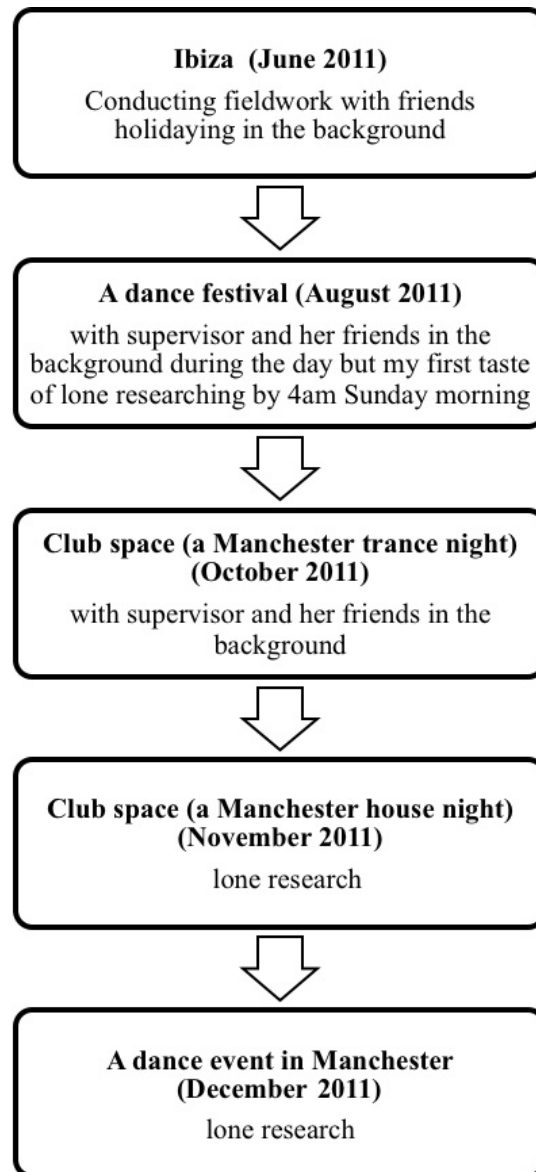 Ibiza  (June 2011)
Conducting fieldwork with friends
holidaying in the background
A dance festival (August 2011)
with supervisor and her friends in the
background during the day but my first taste
of lone researching by 4am Sunday morning
Club space (a Manchester trance night)
(October 2011)
with supervisor and her friends in the
background
Club space (a Manchester house night)
(November 2011)
lone research
A dance event in Manchester
(December 2011)
lone research